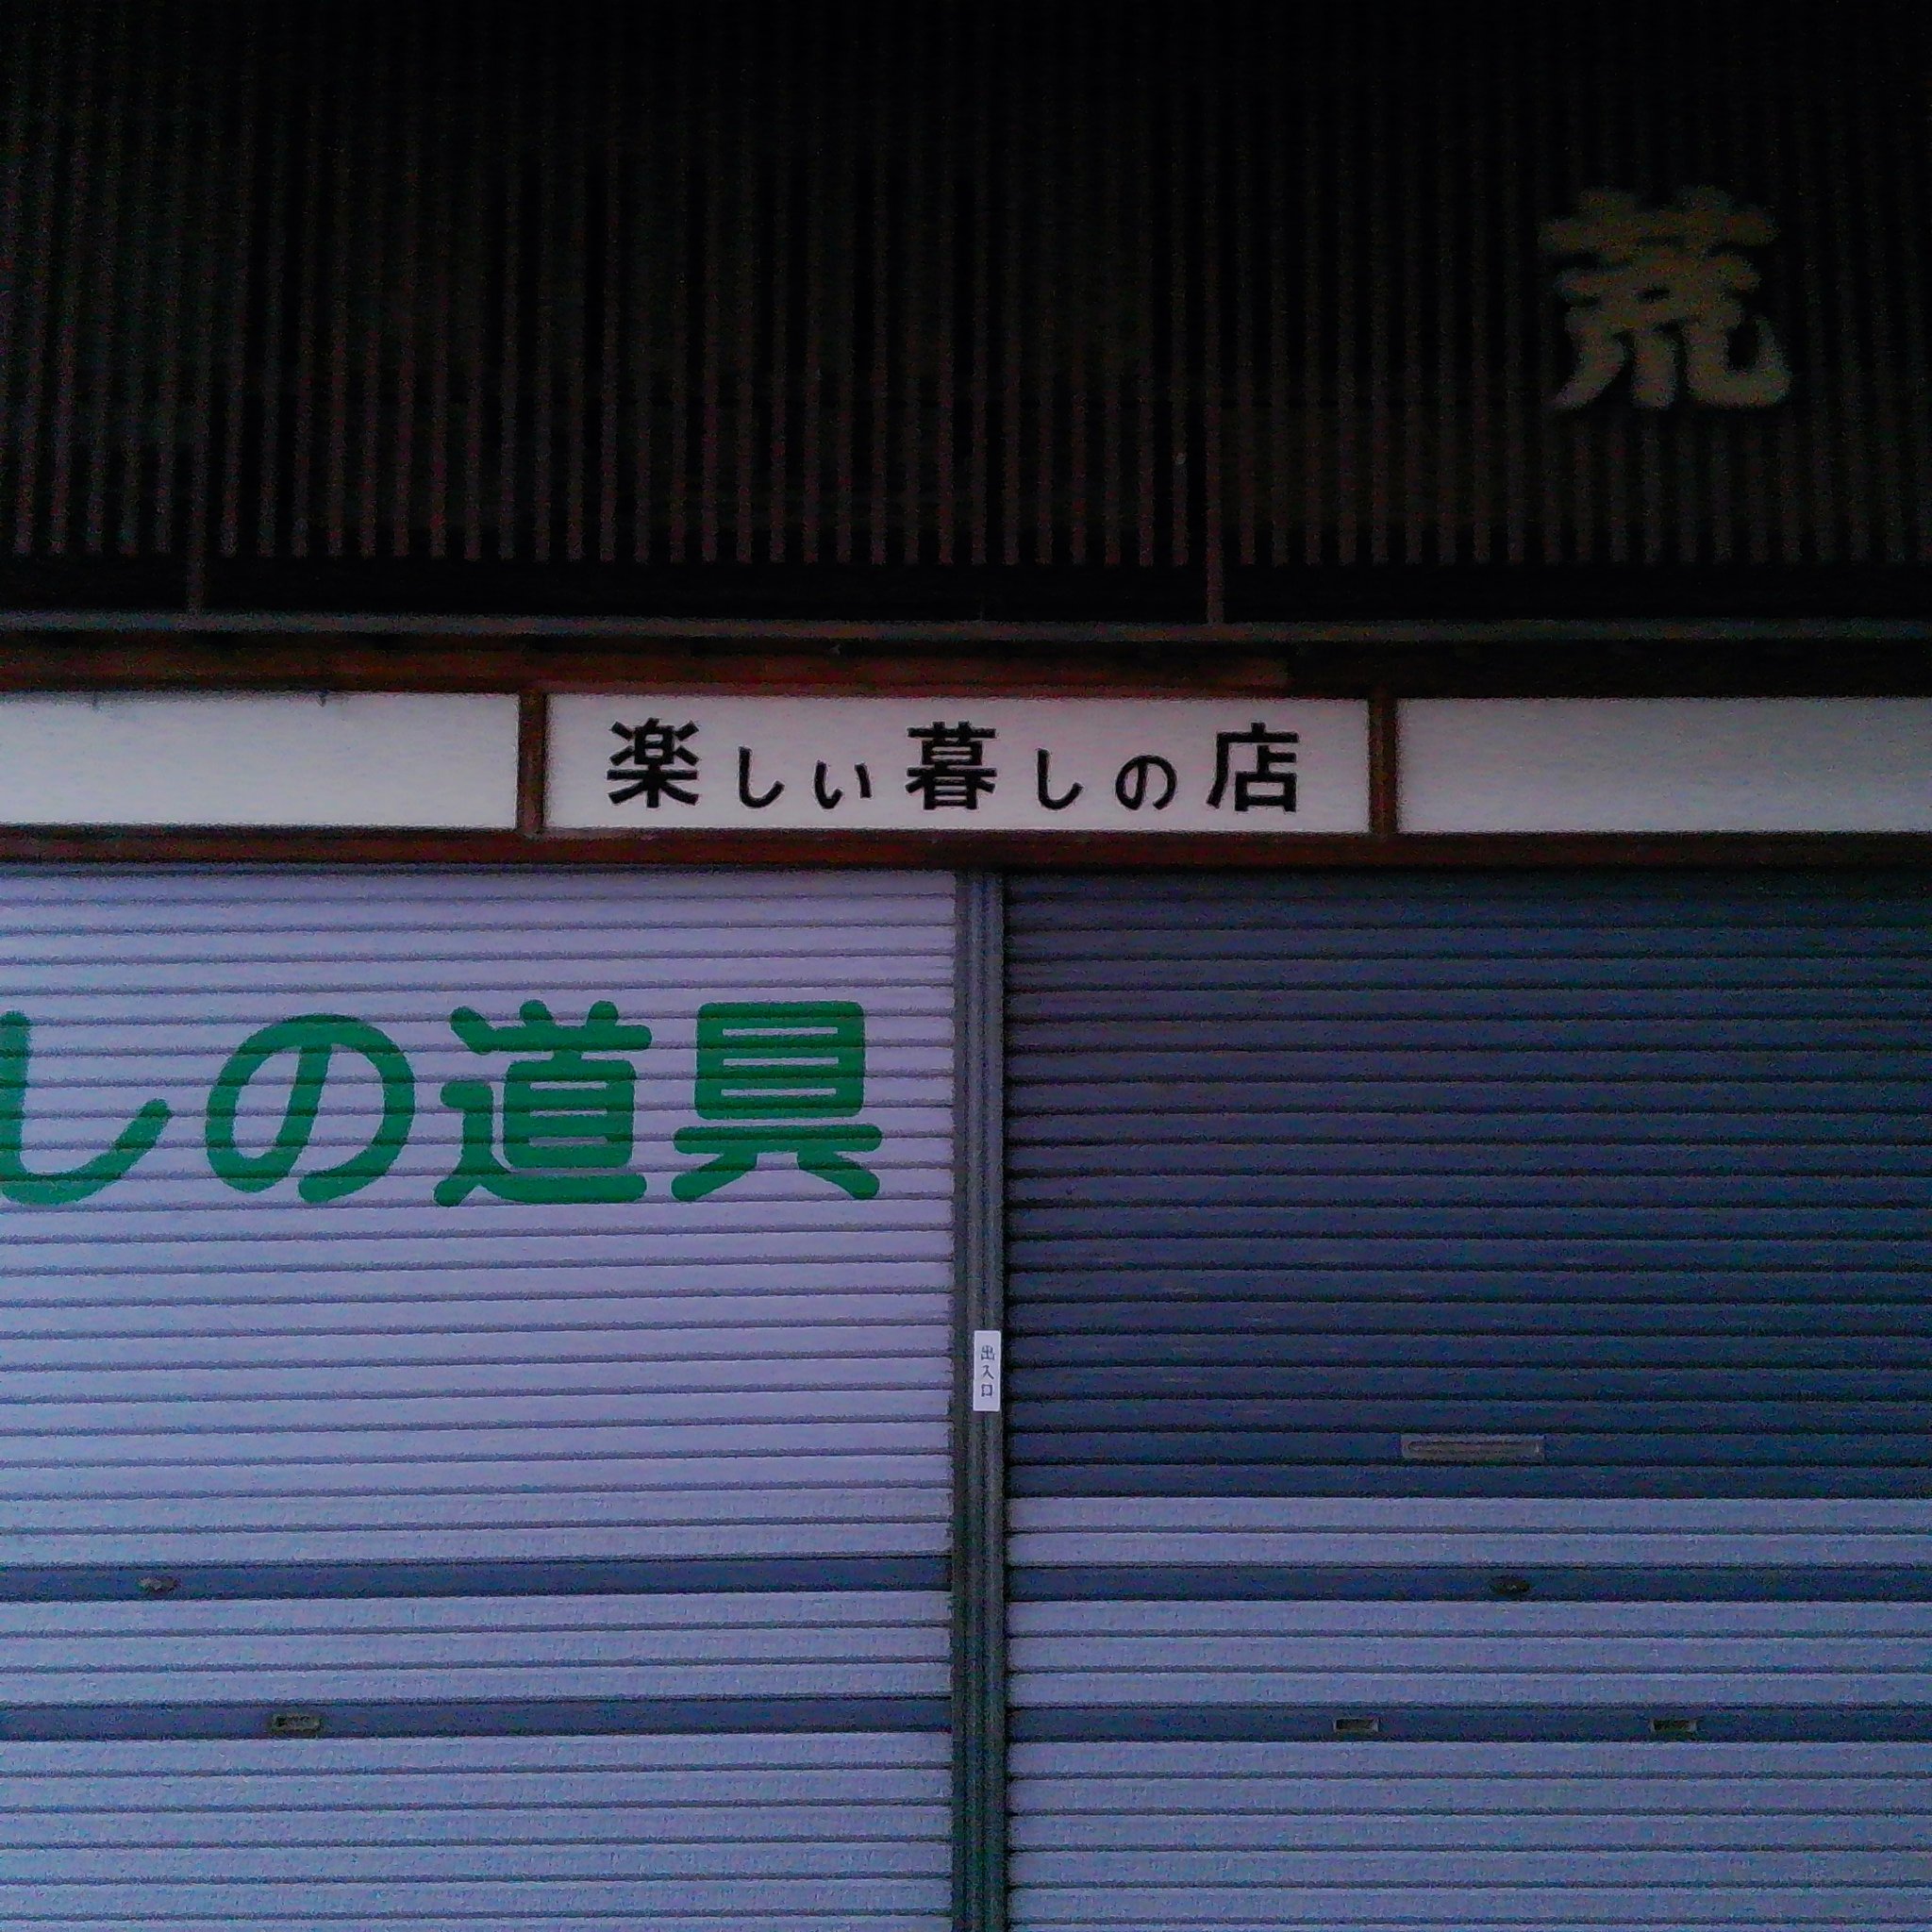 荒
楽しい暮しの店
しの道具
出入口